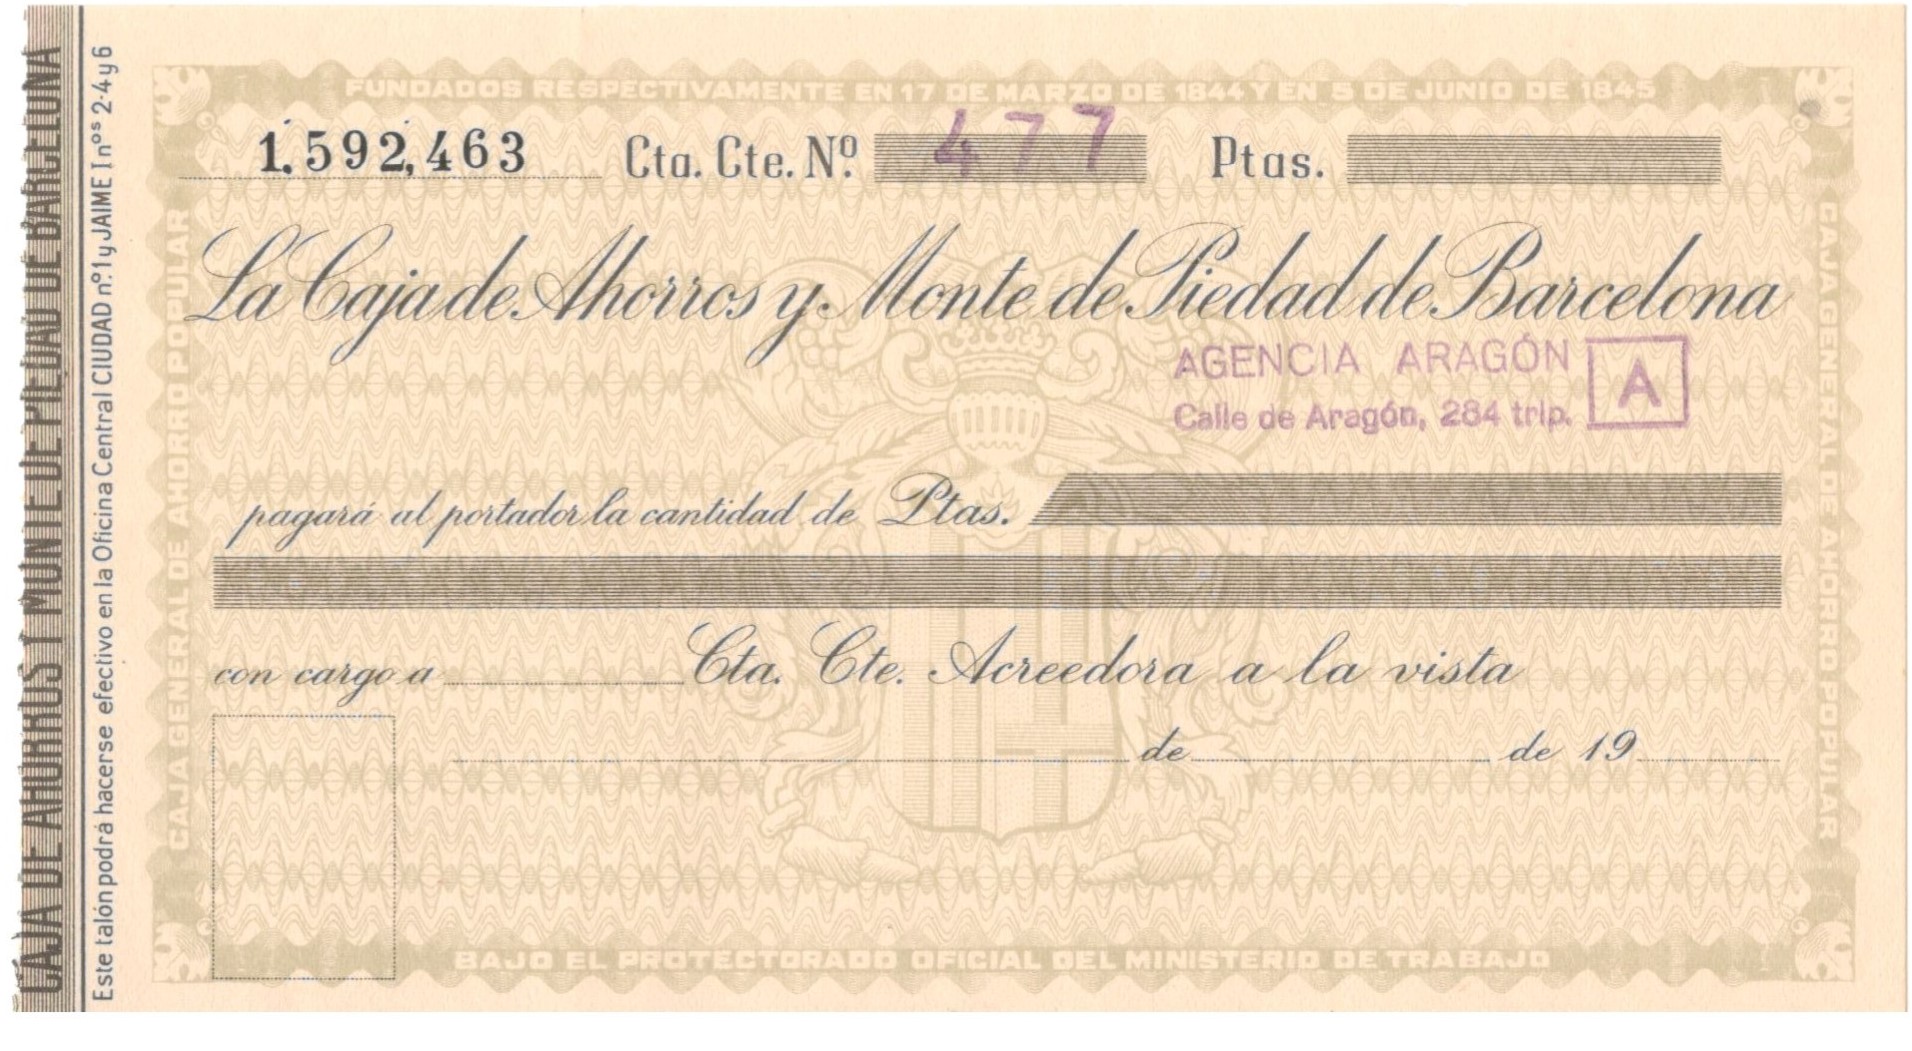 FUNDADOS RESPECTIVAMENTE EN 17 DE MARZO DE 1844 Y EN 5 DE JUNIO DE 1845
1.592,463 Cta. Cte. Nº 477 Ptas.
La Caja de Ahorros y Monte de Piedad de Barcelona
AGENCIA ARAGÓN A
Calle de Aragón, 284 trip.
pagará al portador la cantidad de Ptas.
con cargo a Cta. Cte. Acreedora a la vista
de de 19
BAJO EL PROTECTORADO OFICIAL DEL MINISTERIO DE TRABAJO
CAJA GENERAL DE AHORRO POPULAR
CAJA GENERAL DE AHORRO POPULAR
CAJA DE AHORROS Y MONTE DE PIEDAD DE BARCELONA
Este talón podrá hacerse efectivo en la Oficina Central CIUDAD nº. 1 y JAIME I nºs 2-4 y 6